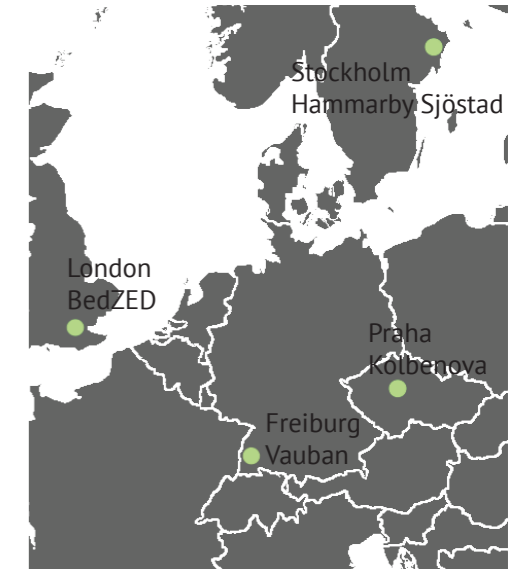 Stockholm
Hammarby Sjöstad
London
BedZED
Praha
Kolbenova
Freiburg
Vauban